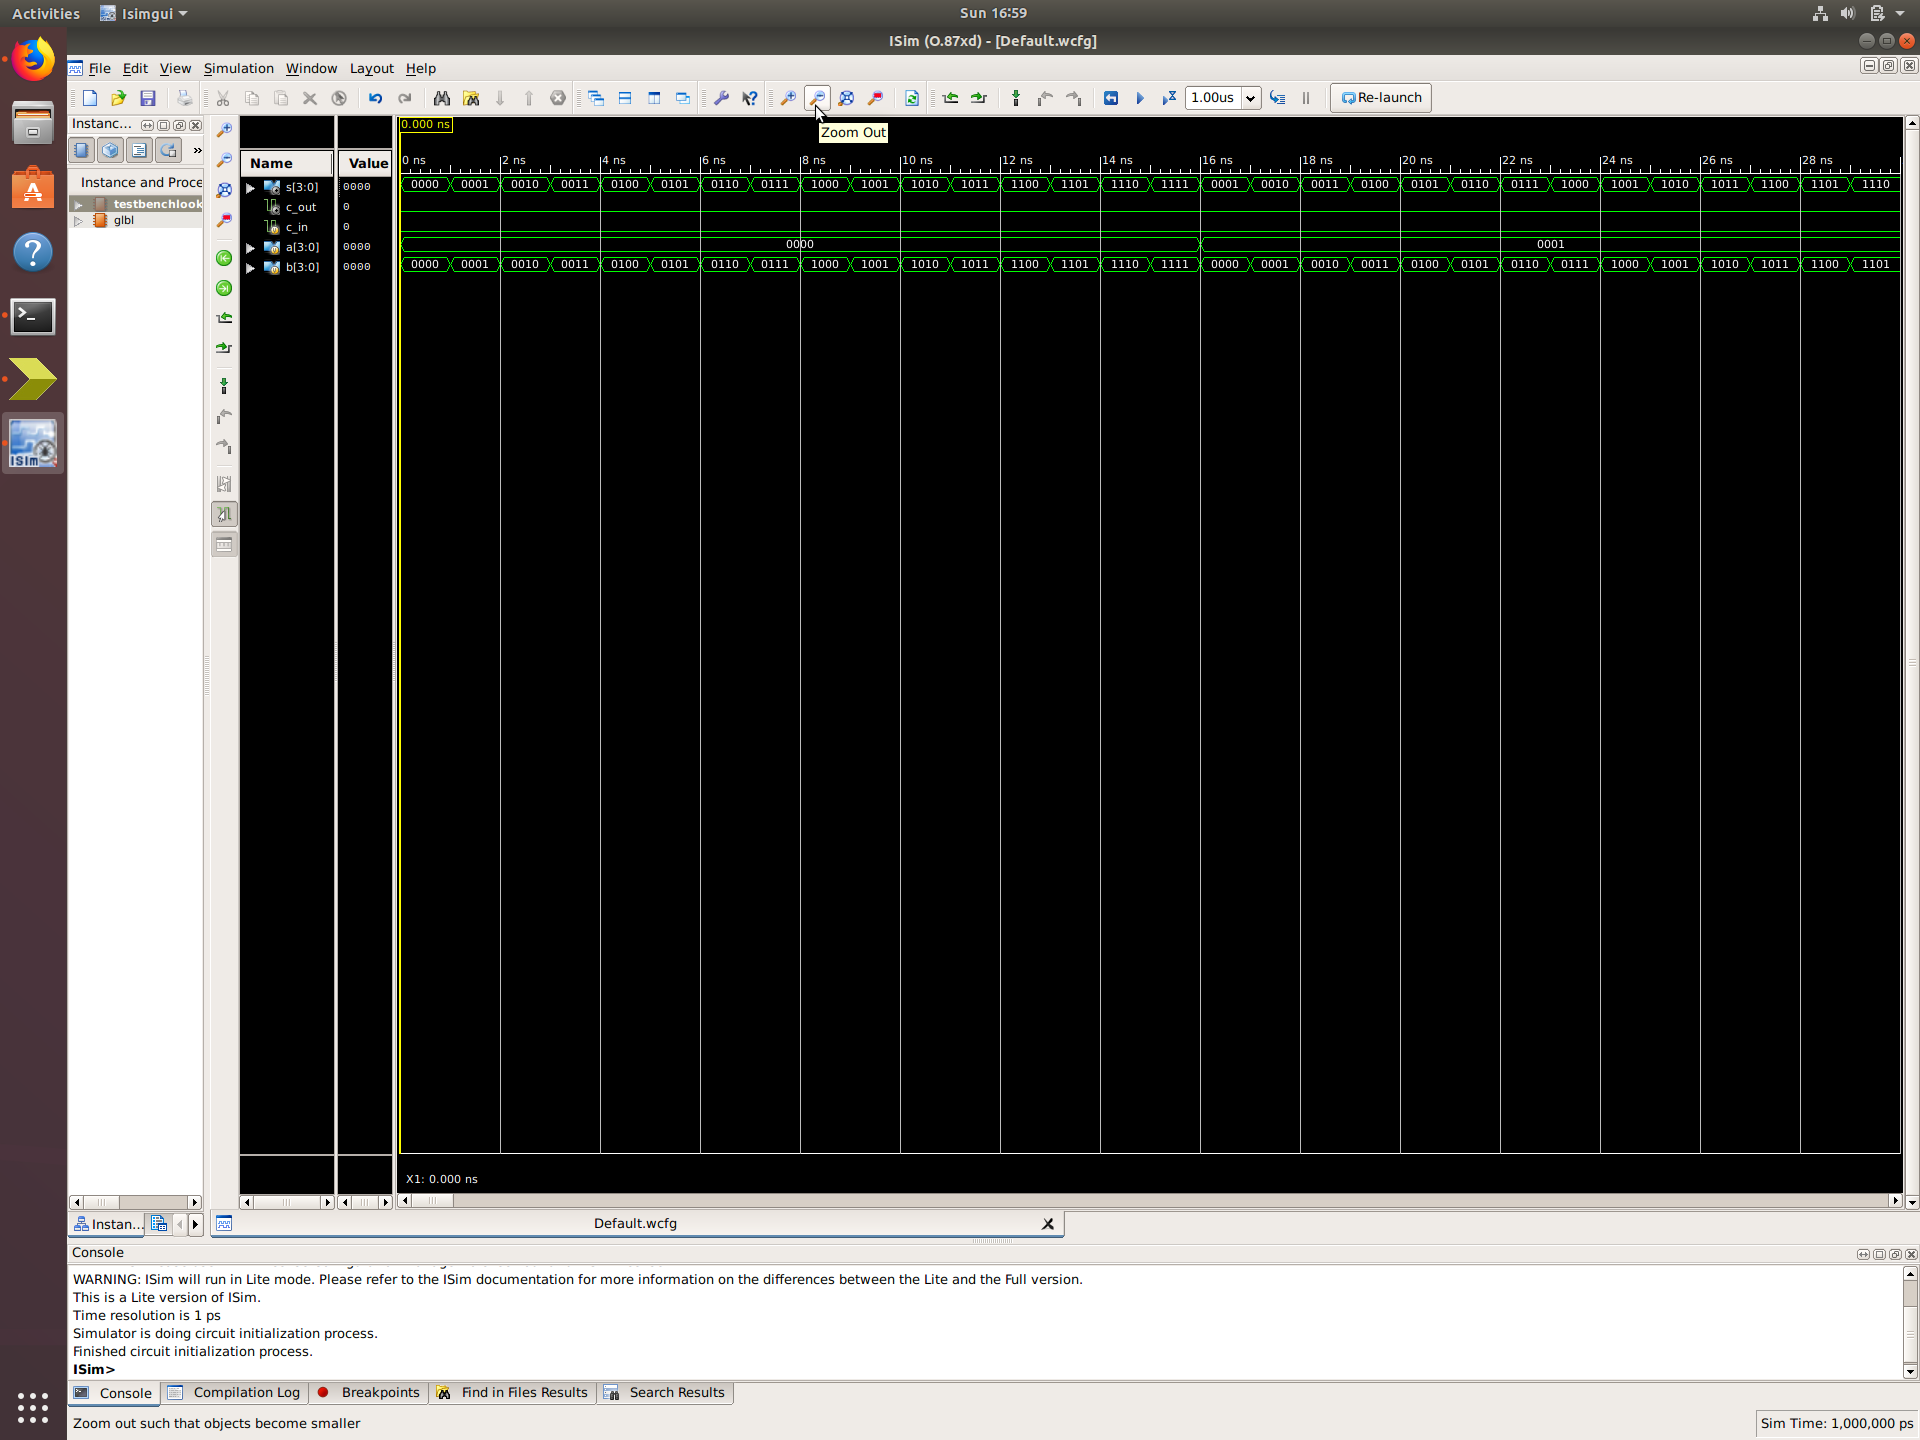 Activities Isimgui Sun 16:59
ISim (O.87xd) - [Default.wcfg]
File Edit View Simulation Window Layout Help
1.00us Re-launch
Zoom Out
Instanc...
»
Instance and Proce
testbenchlook
glbl
Name Value
s[3:0] 0000
c_out 0
c_in 0
a[3:0] 0000
b[3:0] 0000
0.000 ns
0 ns 2 ns 4 ns 6 ns 8 ns 10 ns 12 ns 14 ns 16 ns 18 ns 20 ns 22 ns 24 ns 26 ns 28 ns
0000 0001 0010 0011 0100 0101 0110 0111 1000 1001 1010 1011 1100 1101 1110 1111 0001 0010 0011 0100 0101 0110 0111 1000 1001 1010 1011 1100 1101 1110
0000 0001
0000 0001 0010 0011 0100 0101 0110 0111 1000 1001 1010 1011 1100 1101 1110 1111 0000 0001 0010 0011 0100 0101 0110 0111 1000 1001 1010 1011 1100 1101
X1: 0.000 ns
ISim
Instan...
Default.wcfg
Console
WARNING: ISim will run in Lite mode. Please refer to the ISim documentation for more information on the differences between the Lite and the Full version.
This is a Lite version of ISim.
Time resolution is 1 ps
Simulator is doing circuit initialization process.
Finished circuit initialization process.
ISim>
Console Compilation Log Breakpoints Find in Files Results Search Results
Zoom out such that objects become smaller
Sim Time: 1,000,000 ps